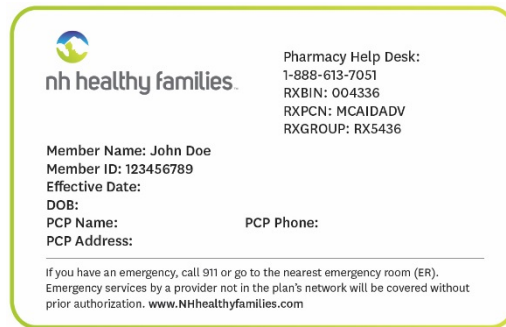 nh healthy families™
Pharmacy Help Desk:
1-888-613-7051
RXBIN: 004336
RXPCN: MCAIDADV
RXGROUP: RX5436
Member Name: John Doe
Member ID: 123456789
Effective Date:
DOB:
PCP Name: PCP Phone:
PCP Address:
If you have an emergency, call 911 or go to the nearest emergency room (ER).
Emergency services by a provider not in the plan's network will be covered without
prior authorization. www.NHhealthyfamilies.com